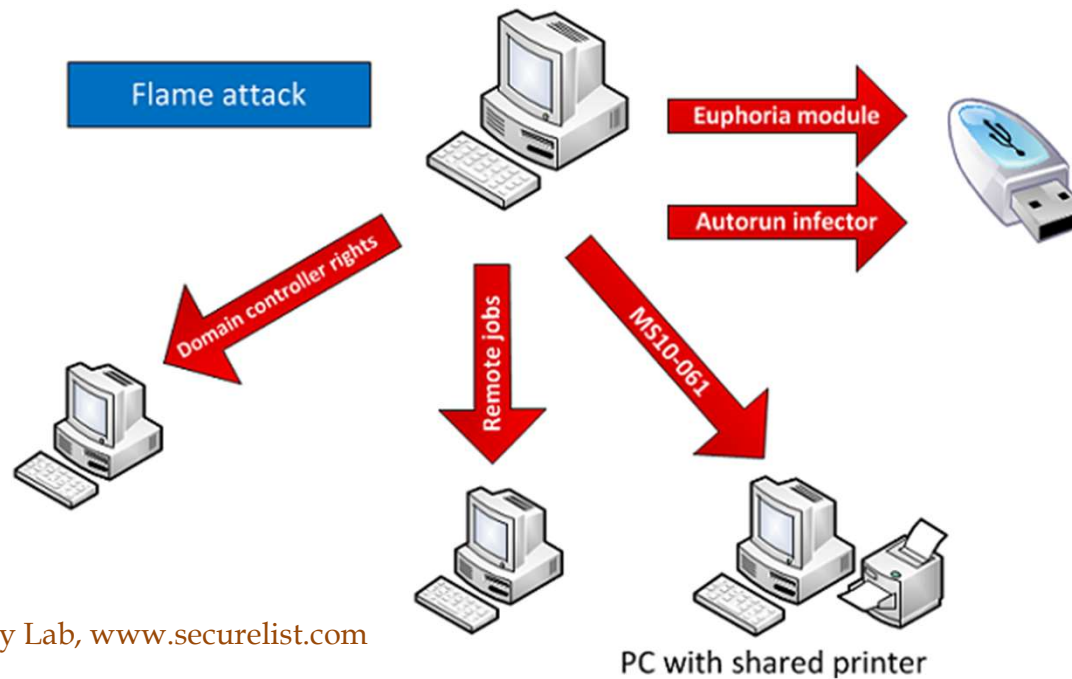 Flame attack
Euphoria module
Autorun infector
Domain controller rights
Remote jobs
MS10-061
y Lab, www.securelist.com
PC with shared printer